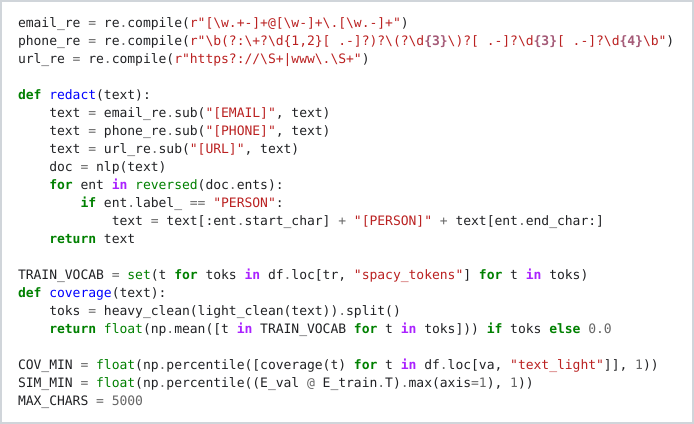 email_re = re.compile(r"[\w.+-]+@[\w-]+\.[\w.-]+")
phone_re = re.compile(r"\b(?:\+?\d{1,2}[ .-]?)?\(?\d{3}\)?[ .-]?\d{3}[ .-]?\d{4}\b")
url_re = re.compile(r"https?://\S+|www\.\S+")

def redact(text):
    text = email_re.sub("[EMAIL]", text)
    text = phone_re.sub("[PHONE]", text)
    text = url_re.sub("[URL]", text)
    doc = nlp(text)
    for ent in reversed(doc.ents):
        if ent.label_ == "PERSON":
            text = text[:ent.start_char] + "[PERSON]" + text[ent.end_char:]
    return text

TRAIN_VOCAB = set(t for toks in df.loc[tr, "spacy_tokens"] for t in toks)
def coverage(text):
    toks = heavy_clean(light_clean(text)).split()
    return float(np.mean([t in TRAIN_VOCAB for t in toks])) if toks else 0.0

COV_MIN = float(np.percentile([coverage(t) for t in df.loc[va, "text_light"]], 1))
SIM_MIN = float(np.percentile((E_val @ E_train.T).max(axis=1), 1))
MAX_CHARS = 5000